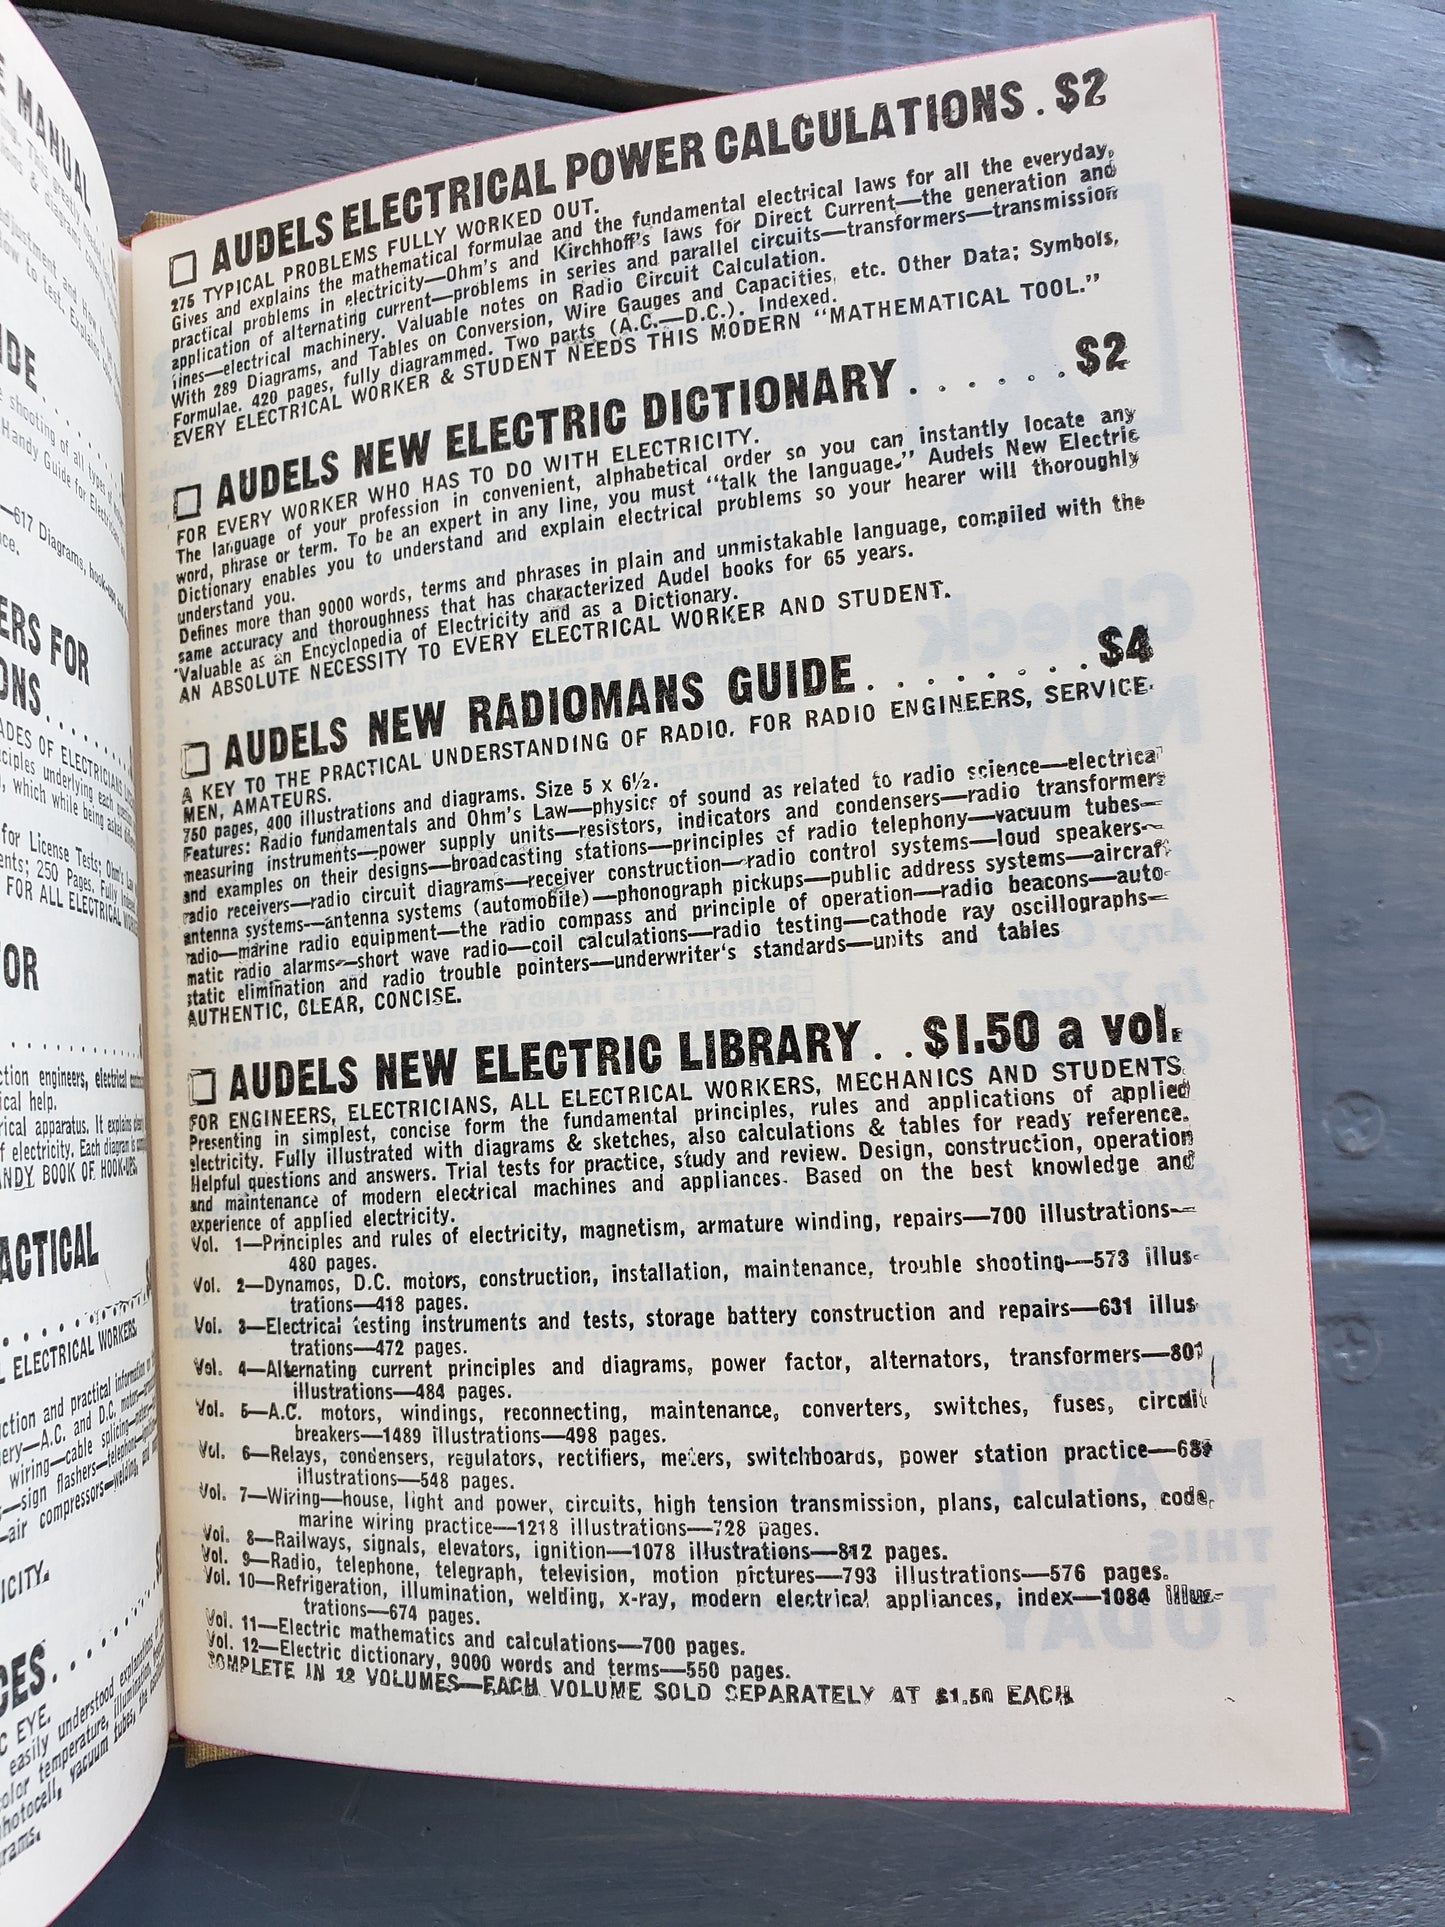 E MANUAL
IDE
ERS FOR
ONS
OR
ction engineers, electrical
ical help.
rical apparatus. It explains
f electricity. Each diagram is
ANDY BOOK OF HOOK-UPS.
ACTICAL
L ELECTRICAL WORKERS.
ICITY.
CES
C EYE.
□ AUDELS ELECTRICAL POWER CALCULATIONS . $2
275 TYPICAL PROBLEMS FULLY WORKED OUT.
Gives and explains the mathematical formulae and the fundamental electrical laws for all the everyday,
practical problems in electricity—Ohm's and Kirchhoff's laws for Direct Current—the generation and
application of alternating current—problems in series and parallel circuits—transformers—transmission
lines—electrical machinery. Valuable notes on Radio Circuit Calculation.
With 289 Diagrams, and Tables on Conversion, Wire Gauges and Capacities, etc. Other Data; Symbols,
Formulae. 420 pages, fully diagrammed. Two parts (A.C.—D.C.). Indexed.
EVERY ELECTRICAL WORKER & STUDENT NEEDS THIS MODERN "MATHEMATICAL TOOL."
□ AUDELS NEW ELECTRIC DICTIONARY . . . . . . $2
FOR EVERY WORKER WHO HAS TO DO WITH ELECTRICITY.
The language of your profession in convenient, alphabetical order so you can instantly locate any
word, phrase or term. To be an expert in any line, you must "talk the language." Audels New Electric
Dictionary enables you to understand and explain electrical problems so your hearer will thoroughly
understand you.
Defines more than 9000 words, terms and phrases in plain and unmistakable language, compiled with the
same accuracy and thoroughness that has characterized Audel books for 65 years.
Valuable as an Encyclopedia of Electricity and as a Dictionary.
AN ABSOLUTE NECESSITY TO EVERY ELECTRICAL WORKER AND STUDENT.
□ AUDELS NEW RADIOMANS GUIDE . . . . . . . $4
A KEY TO THE PRACTICAL UNDERSTANDING OF RADIO. FOR RADIO ENGINEERS, SERVICE-
MEN, AMATEURS.
750 pages, 400 illustrations and diagrams. Size 5 x 6½.
Features: Radio fundamentals and Ohm's Law—physics of sound as related to radio science—electrical
measuring instruments—power supply units—resistors, indicators and condensers—radio transformers
and examples on their designs—broadcasting stations—principles of radio telephony—vacuum tubes—
radio receivers—radio circuit diagrams—receiver construction—radio control systems—loud speakers—
antenna systems—antenna systems (automobile)—phonograph pickups—public address systems—aircraft
radio—marine radio equipment—the radio compass and principle of operation—radio beacons—auto-
matic radio alarms—short wave radio—coil calculations—radio testing—cathode ray oscillographs—
static elimination and radio trouble pointers—underwriter's standards—units and tables
AUTHENTIC, CLEAR, CONCISE.
□ AUDELS NEW ELECTRIC LIBRARY . . $1.50 a vol.
FOR ENGINEERS, ELECTRICIANS, ALL ELECTRICAL WORKERS, MECHANICS AND STUDENTS.
Presenting in simplest, concise form the fundamental principles, rules and applications of applied
electricity. Fully illustrated with diagrams & sketches, also calculations & tables for ready reference.
Helpful questions and answers. Trial tests for practice, study and review. Design, construction, operation
and maintenance of modern electrical machines and appliances. Based on the best knowledge and
experience of applied electricity.
Vol. 1—Principles and rules of electricity, magnetism, armature winding, repairs—700 illustrations—
480 pages.
Vol. 2—Dynamos, D.C. motors, construction, installation, maintenance, trouble shooting—573 illus-
trations—418 pages.
Vol. 3—Electrical testing instruments and tests, storage battery construction and repairs—631 illus-
trations—472 pages.
Vol. 4—Alternating current principles and diagrams, power factor, alternators, transformers—801
illustrations—484 pages.
Vol. 5—A.C. motors, windings, reconnecting, maintenance, converters, switches, fuses, circuit
breakers—1489 illustrations—498 pages.
Vol. 6—Relays, condensers, regulators, rectifiers, meters, switchboards, power station practice—
illustrations—548 pages.
Vol. 7—Wiring—house, light and power, circuits, high tension transmission, plans, calculations, code,
marine wiring practice—1218 illustrations—728 pages.
Vol. 8—Railways, signals, elevators, ignition—1078 illustrations—812 pages.
Vol. 9—Radio, telephone, telegraph, television, motion pictures—793 illustrations—576 pages.
Vol. 10—Refrigeration, illumination, welding, x-ray, modern electrical appliances, index—1084 illus-
trations—674 pages.
Vol. 11—Electric mathematics and calculations—700 pages.
Vol. 12—Electric dictionary, 9000 words and terms—550 pages.
COMPLETE IN 12 VOLUMES—EACH VOLUME SOLD SEPARATELY AT $1.50 EACH